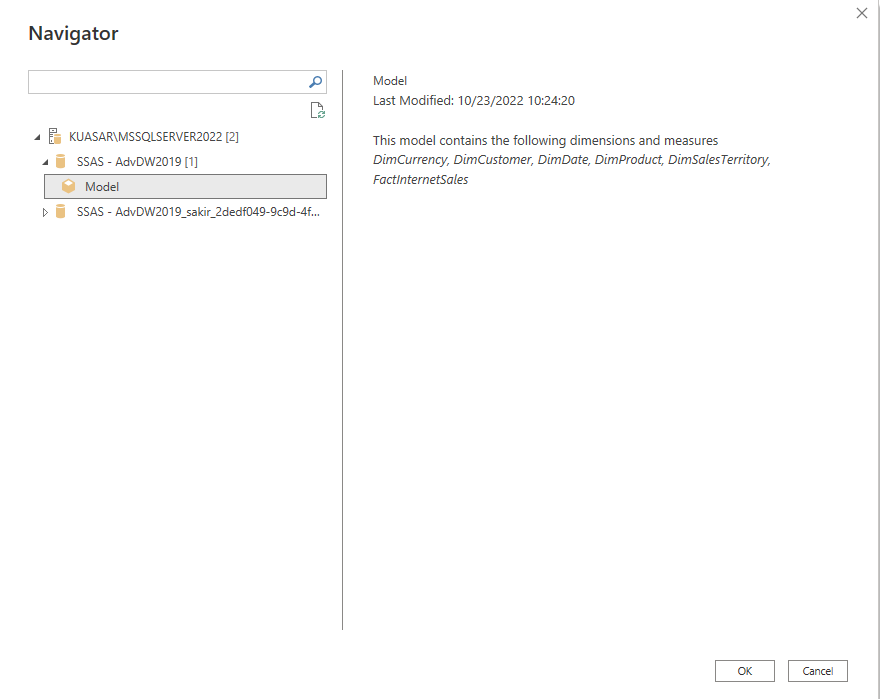 Navigator
KUASAR\MSSQLSERVER2022 [2]
SSAS - AdvDW2019 [1]
Model
SSAS - AdvDW2019_sakir_2dedf049-9c9d-4f...
Model
Last Modified: 10/23/2022 10:24:20
This model contains the following dimensions and measures
DimCurrency, DimCustomer, DimDate, DimProduct, DimSalesTerritory,
FactInternetSales
OK
Cancel